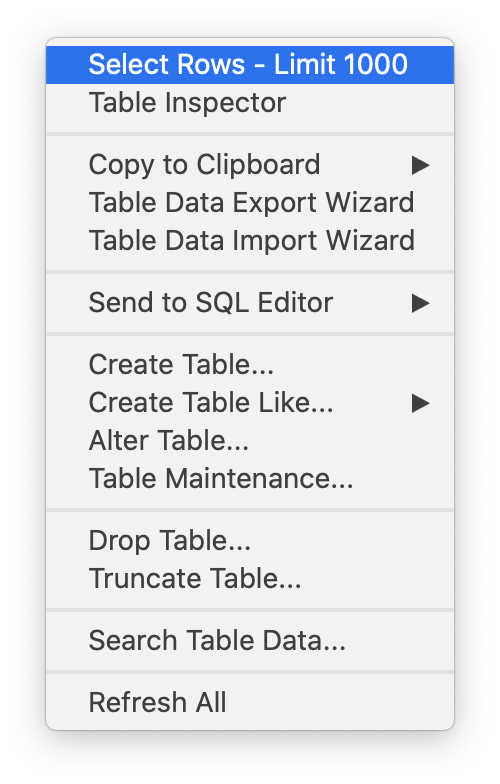 Select Rows - Limit 1000
Table Inspector
Copy to Clipboard
Table Data Export Wizard
Table Data Import Wizard
Send to SQL Editor
Create Table...
Create Table Like...
Alter Table...
Table Maintenance...
Drop Table...
Truncate Table...
Search Table Data...
Refresh All